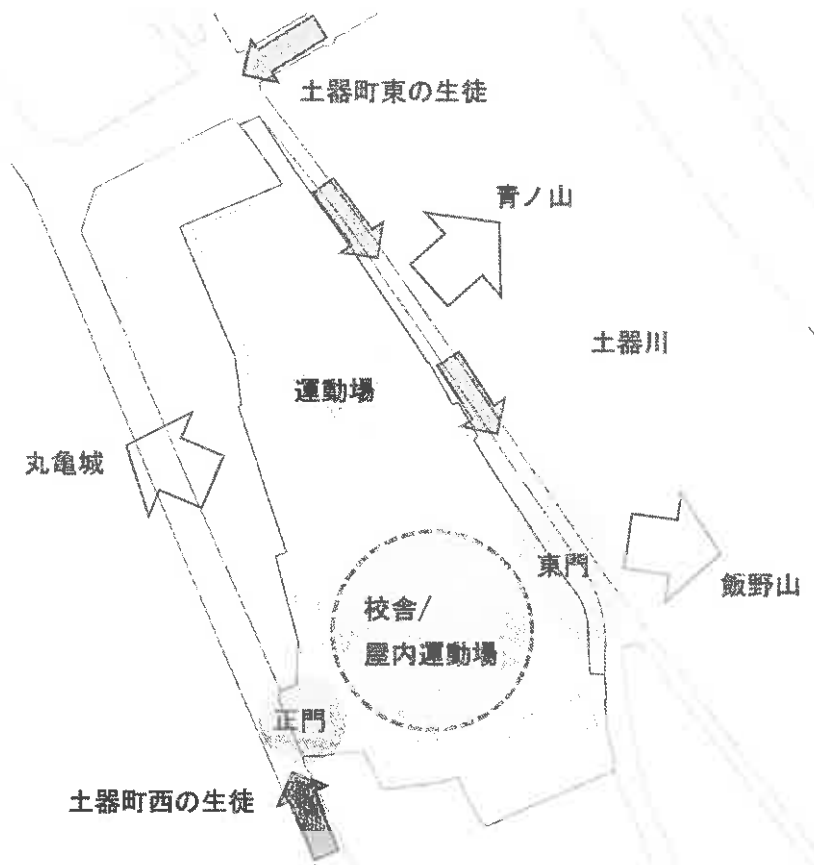 土器町東の生徒
青ノ山
土器川
運動場
丸亀城
東門
飯野山
校舎/
屋内運動場
正門
土器町西の生徒